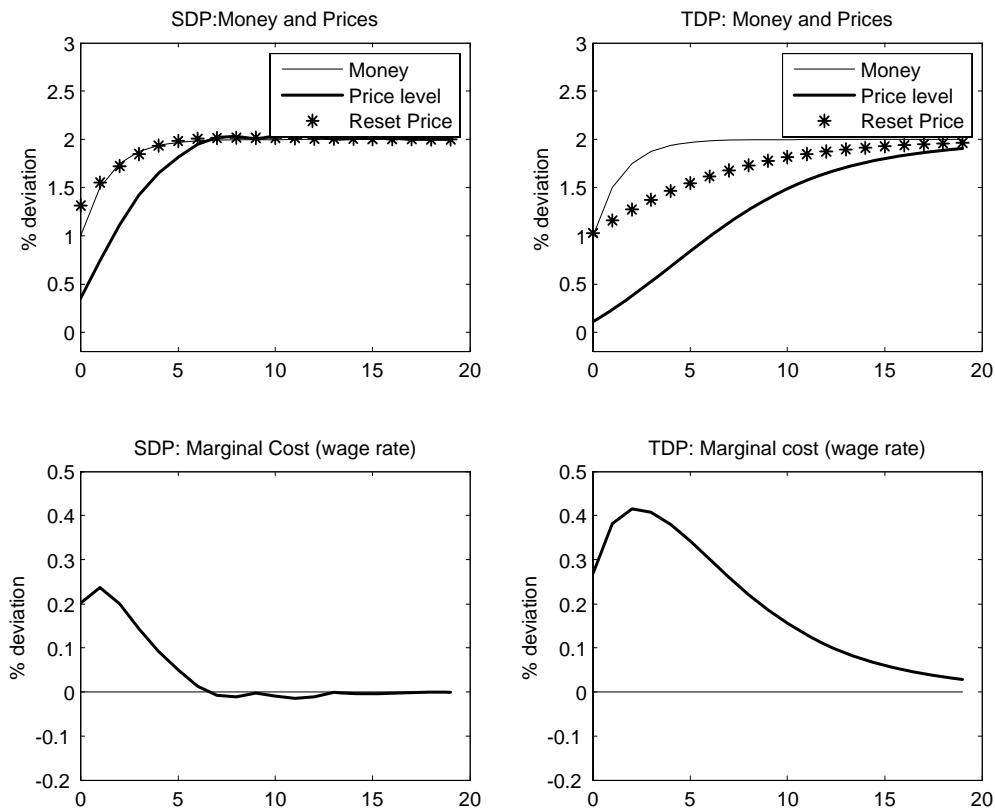 SDP:Money and Prices
3
2.5
2
1.5
1
0.5
0
% deviation
Money
Price level
Reset Price
0 5 10 15 20
TDP: Money and Prices
3
2.5
2
1.5
1
0.5
0
% deviation
Money
Price level
Reset Price
0 5 10 15 20
SDP: Marginal Cost (wage rate)
0.5
0.4
0.3
0.2
0.1
0
-0.1
-0.2
% deviation
0 5 10 15 20
TDP: Marginal cost (wage rate)
0.5
0.4
0.3
0.2
0.1
0
-0.1
-0.2
% deviation
0 5 10 15 20